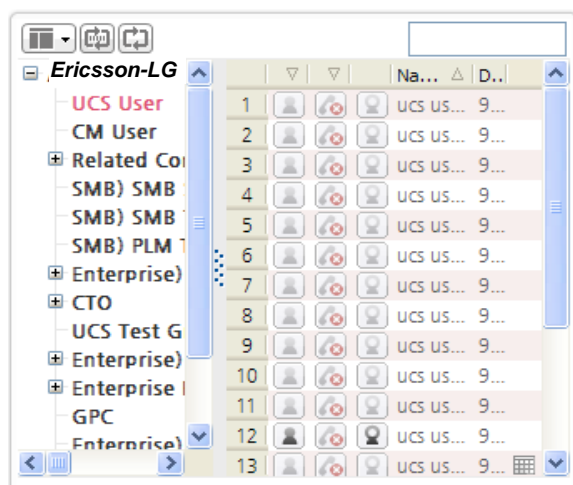 Ericsson-LG
UCS User
CM User
Related Co
SMB) SMB
SMB) SMB
SMB) PLM
Enterprise)
CTO
UCS Test G
Enterprise)
Enterprise
GPC
Enterprise)
Na... D..
1 ucs us... 9...
2 ucs us... 9...
3 ucs us... 9...
4 ucs us... 9...
5 ucs us... 9...
6 ucs us... 9...
7 ucs us... 9...
8 ucs us... 9...
9 ucs us... 9...
10 ucs us... 9...
11 ucs us... 9...
12 ucs us... 9...
13 ucs us... 9...